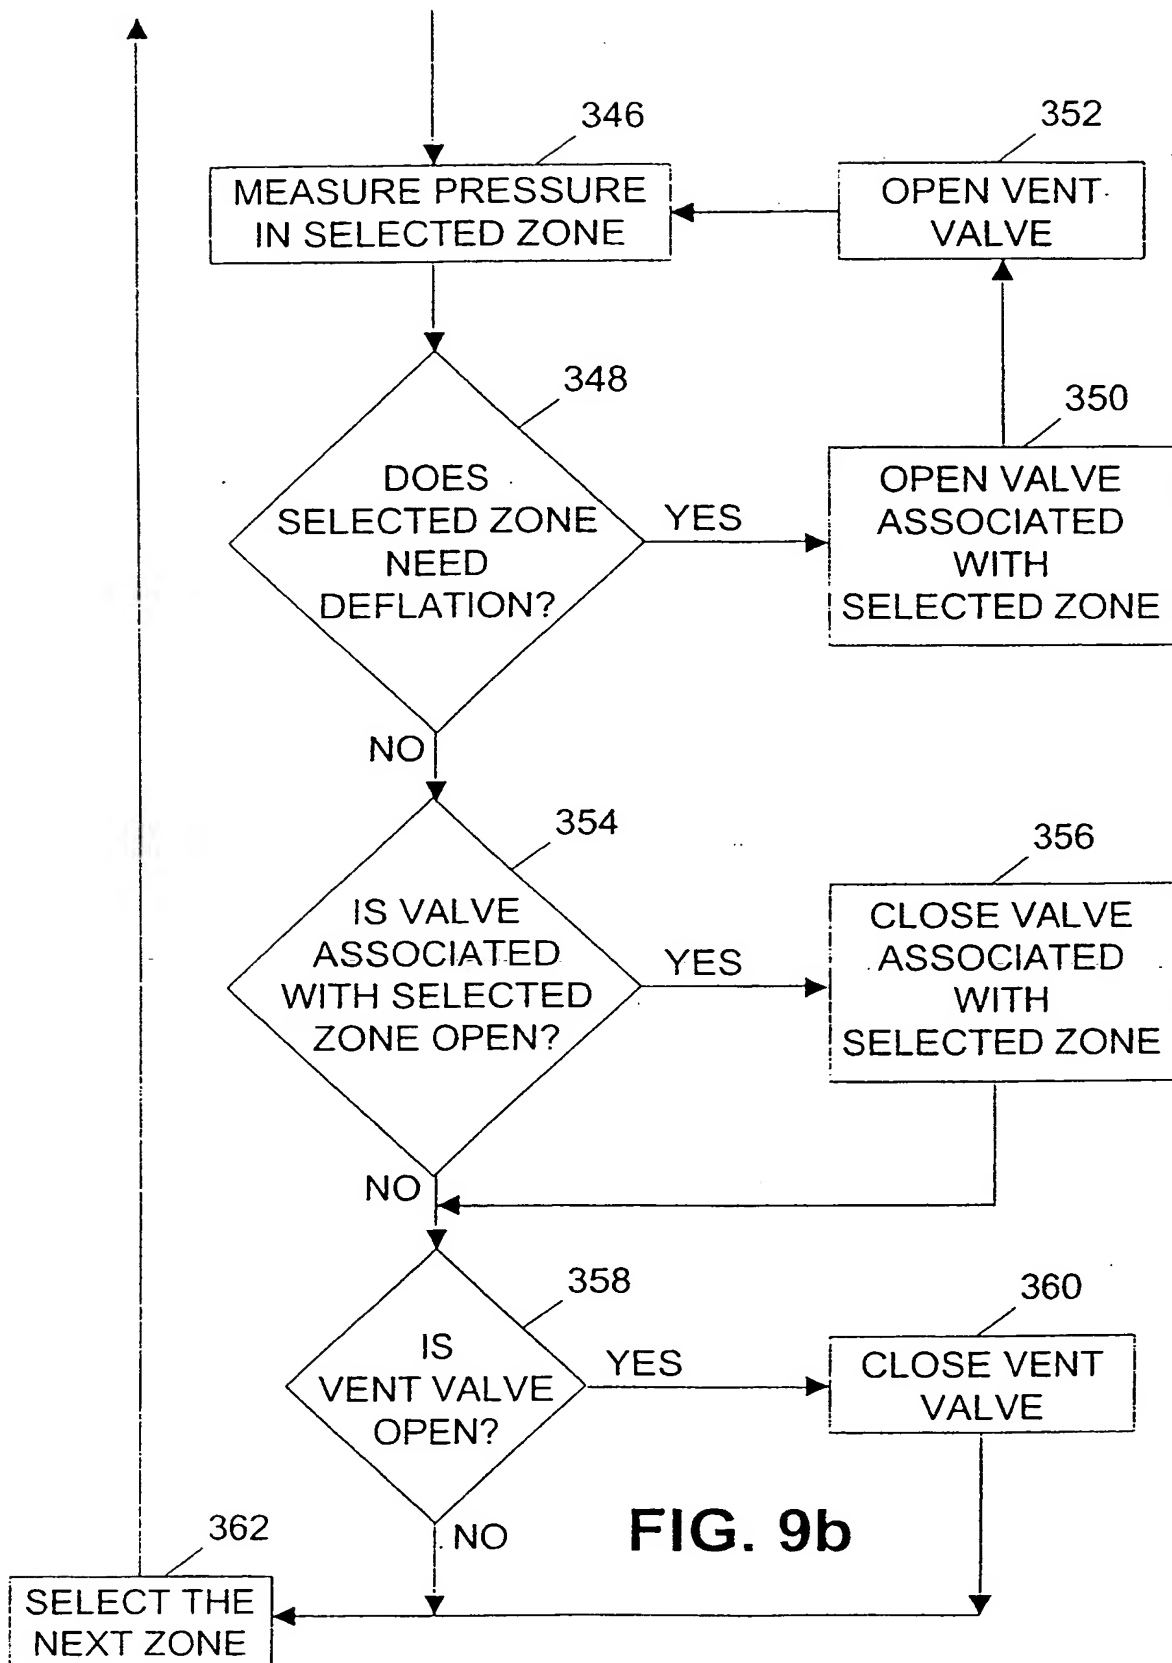 346
MEASURE PRESSURE
IN SELECTED ZONE
352
OPEN VENT
VALVE
348
DOES
SELECTED ZONE
NEED
DEFLATION?
YES
350
OPEN VALVE
ASSOCIATED
WITH
SELECTED ZONE
NO
354
IS VALVE
ASSOCIATED
WITH SELECTED
ZONE OPEN?
YES
356
CLOSE VALVE
ASSOCIATED
WITH
SELECTED ZONE
NO
358
IS
VENT VALVE
OPEN?
YES
360
CLOSE VENT
VALVE
NO
FIG. 9b
362
SELECT THE
NEXT ZONE